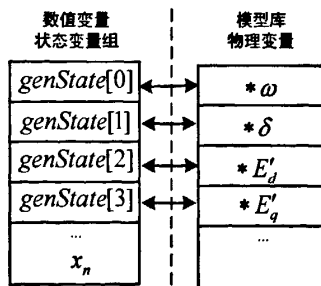 数值变量 模型库
状态变量组 物理变量
genState[0] *ω
genState[1] *δ
genState[2] *E′d
genState[3] *E′q
... ...
xn